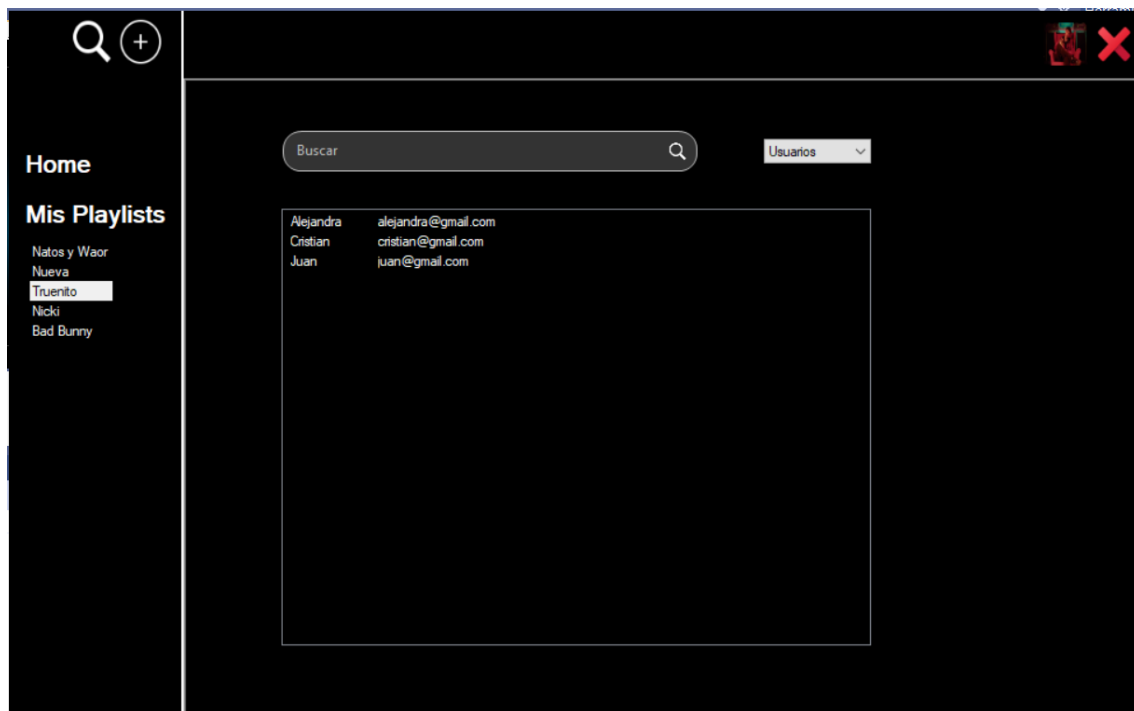 Home
Mis Playlists
Natos y Waor
Nueva
Truenito
Nicki
Bad Bunny
Buscar
Usuarios
Alejandra alejandra@gmail.com
Cristian cristian@gmail.com
Juan juan@gmail.com